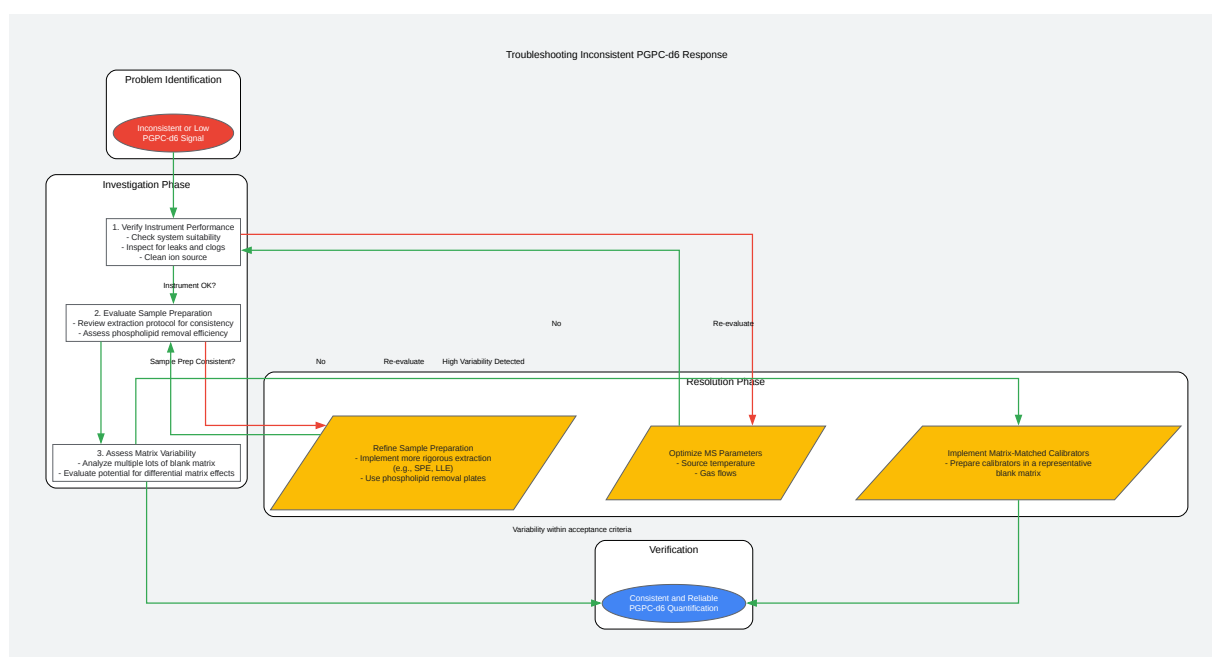 Troubleshooting Inconsistent PGPC-d6 Response
Problem Identification
Inconsistent or Low
PGPC-d6 Signal
Investigation Phase
1. Verify Instrument Performance
- Check system suitability
- Inspect for leaks and clogs
- Clean ion source
Instrument OK?
2. Evaluate Sample Preparation
- Review extraction protocol for consistency
- Assess phospholipid removal efficiency
No
Re-evaluate
Sample Prep Consistent?
No
Re-evaluate
High Variability Detected
Resolution Phase
3. Assess Matrix Variability
- Analyze multiple lots of blank matrix
- Evaluate potential for differential matrix effects
Refine Sample Preparation
- Implement more rigorous extraction
(e.g., SPE, LLE)
- Use phospholipid removal plates
Optimize MS Parameters
- Source temperature
- Gas flows
Implement Matrix-Matched Calibrators
- Prepare calibrators in a representative
blank matrix
Variability within acceptance criteria
Verification
Consistent and Reliable
PGPC-d6 Quantification